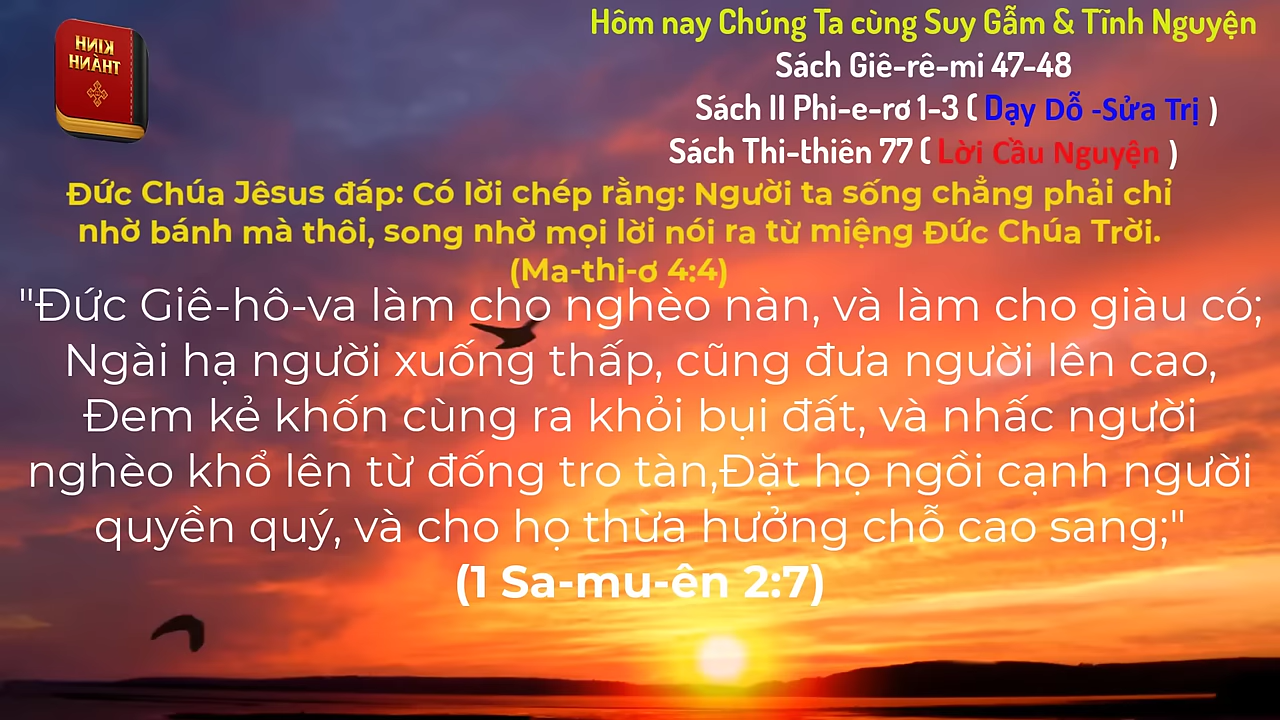 KINH
THÁNH
Hôm nay Chúng Ta cùng Suy Gẫm & Tĩnh Nguyện
Sách Giê-rê-mi 47-48
Sách II Phi-e-rơ 1-3 ( Dạy Dỗ -Sửa Trị )
Sách Thi-thiên 77 ( Lời Cầu Nguyện )
Đức Chúa Jêsus đáp: Có lời chép rằng: Người ta sống chẳng phải chỉ
nhờ bánh mà thôi, song nhờ mọi lời nói ra từ miệng Đức Chúa Trời.
(Ma-thi-ơ 4:4)
"Đức Giê-hô-va làm cho nghèo nàn, và làm cho giàu có;
Ngài hạ người xuống thấp, cũng đưa người lên cao,
Đem kẻ khốn cùng ra khỏi bụi đất, và nhấc người
nghèo khổ lên từ đống tro tàn,Đặt họ ngồi cạnh người
quyền quý, và cho họ thừa hưởng chỗ cao sang;"
(1 Sa-mu-ên 2:7)